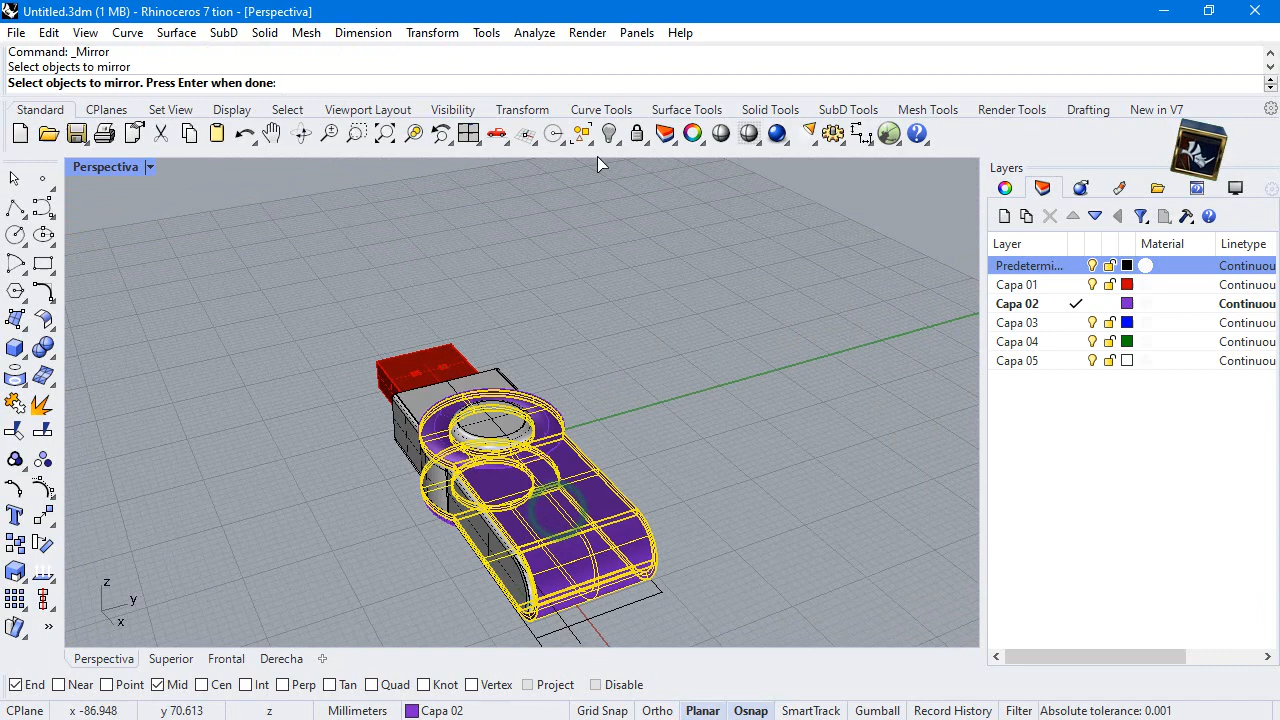 Untitled.3dm (1 MB) - Rhinoceros 7 tion - [Perspectiva]
File Edit View Curve Surface SubD Solid Mesh Dimension Transform Tools Analyze Render Panels Help
Command: _Mirror
Select objects to mirror
Select objects to mirror. Press Enter when done:
Standard CPlanes Set View Display Select Viewport Layout Visibility Transform Curve Tools Surface Tools Solid Tools SubD Tools Mesh Tools Render Tools Drafting New in V7
Perspectiva
Layers
Layer Material Linetype
Predetermi... Continuou
Capa 01 Continuou
Capa 02 Continuou
Capa 03 Continuou
Capa 04 Continuou
Capa 05 Continuou
z
y
x
Perspectiva Superior Frontal Derecha
End Near Point Mid Cen Int Perp Tan Quad Knot Vertex Project Disable
CPlane x -86.948 y 70.613 z Millimeters Capa 02 Grid Snap Ortho Planar Osnap SmartTrack Gumball Record History Filter Absolute tolerance: 0.001